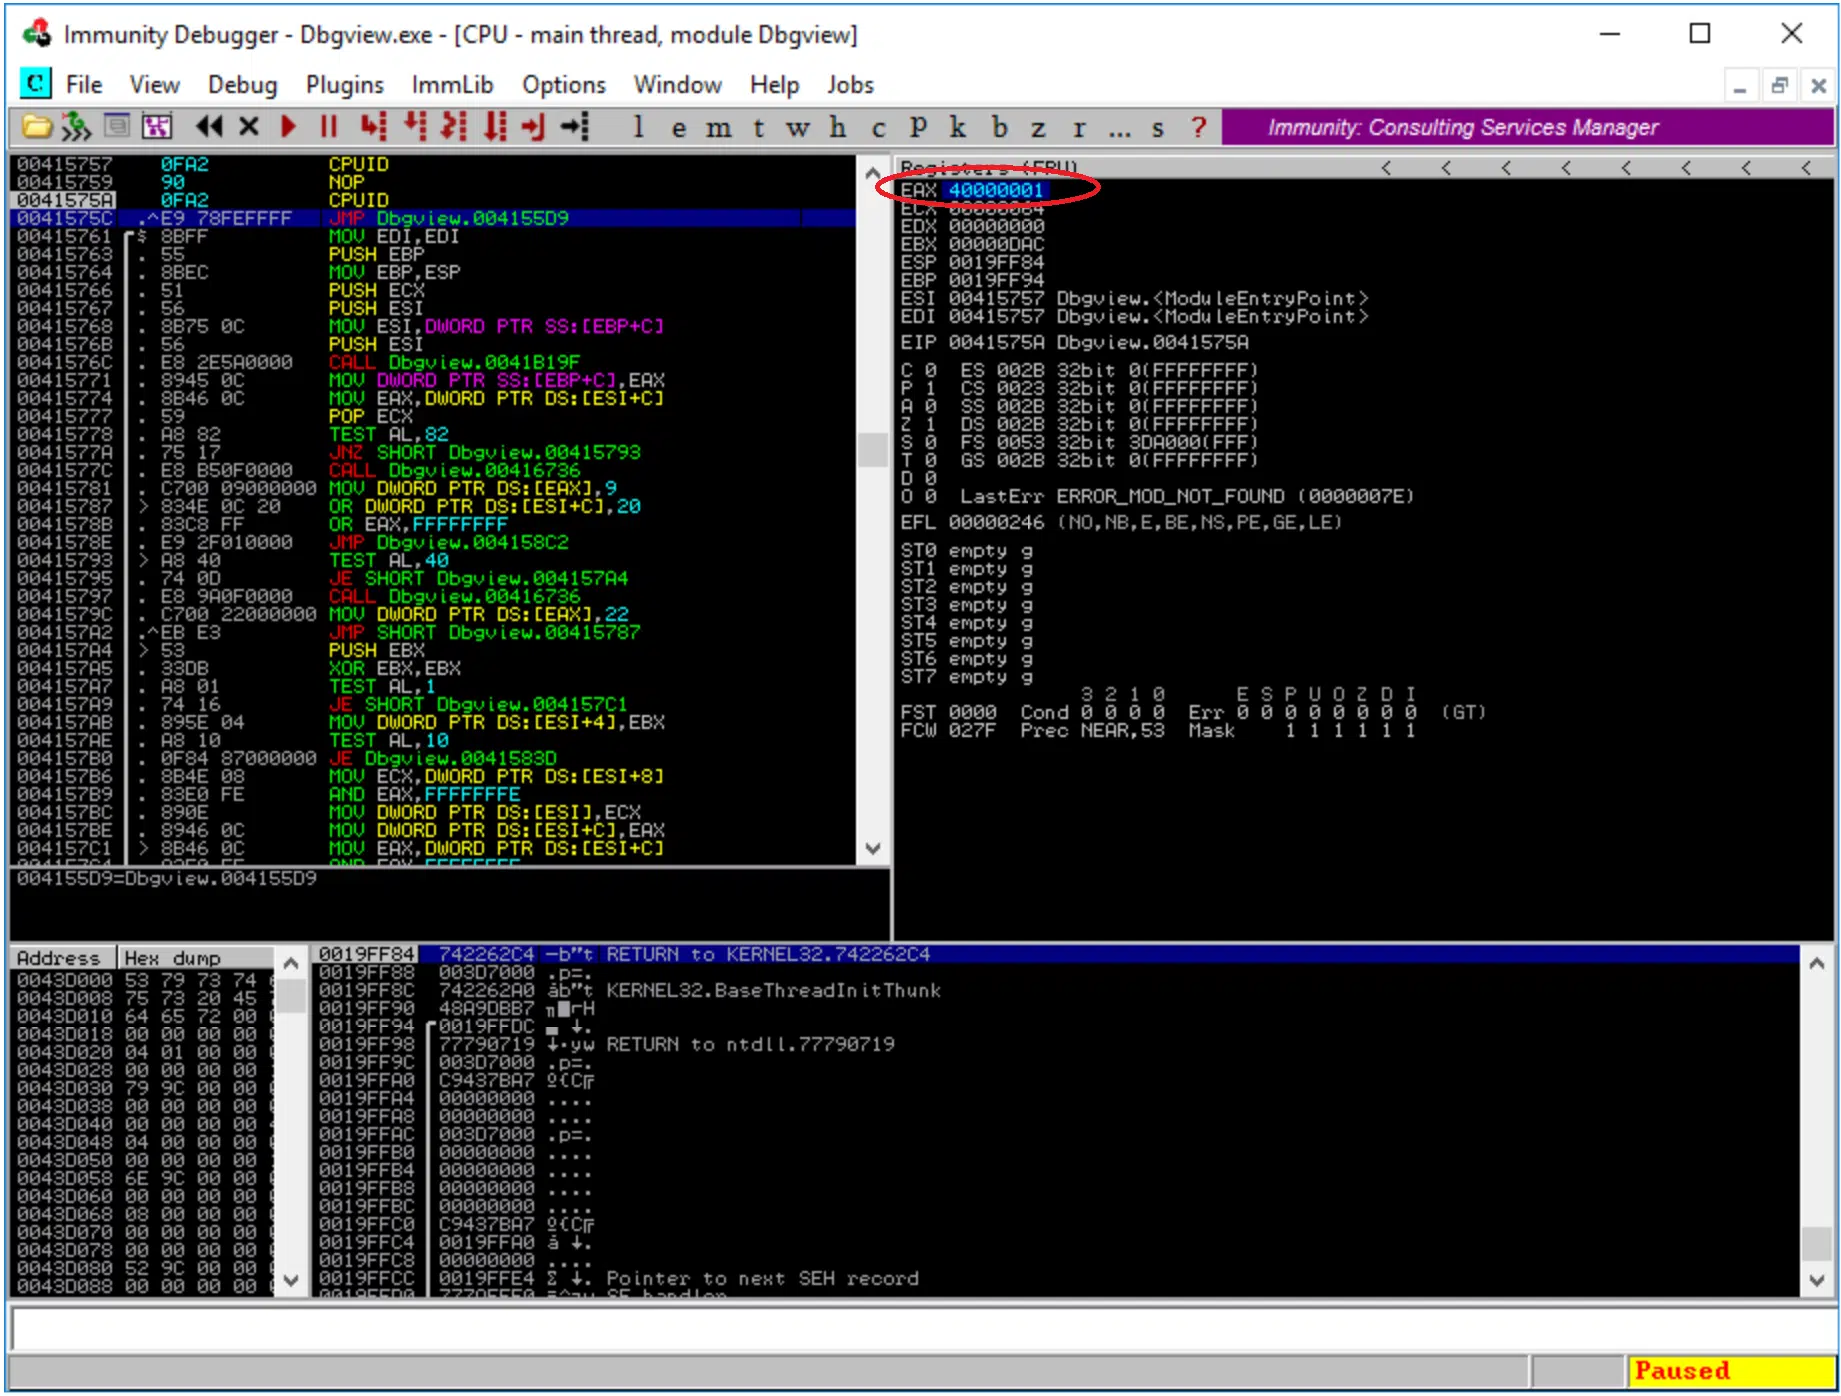 Immunity Debugger - Dbgview.exe - [CPU - main thread, module Dbgview]
C File View Debug Plugins ImmLib Options Window Help Jobs
l e m t w h c P k b z r ... s ? Immunity: Consulting Services Manager
00415757 0FA2 CPUID
00415759 90 NOP
0041575A 0FA2 CPUID
0041575C .^E9 78FEFFFF JMP Dbgview.004155D9
00415761 $ 8BFF MOV EDI,EDI
00415763 . 55 PUSH EBP
00415764 . 8BEC MOV EBP,ESP
00415766 . 51 PUSH ECX
00415767 . 56 PUSH ESI
00415768 . 8B75 0C MOV ESI,DWORD PTR SS:[EBP+C]
0041576B . 56 PUSH ESI
0041576C . E8 2E5A0000 CALL Dbgview.0041B19F
00415771 . 8945 0C MOV DWORD PTR SS:[EBP+C],EAX
00415774 . 8B46 0C MOV EAX,DWORD PTR DS:[ESI+C]
00415777 . 59 POP ECX
00415778 . A8 82 TEST AL,82
0041577A . 75 17 JNZ SHORT Dbgview.00415793
0041577C . E8 B50F0000 CALL Dbgview.00416736
00415781 . C700 09000000 MOV DWORD PTR DS:[EAX],9
00415787 > 834E 0C 20 OR DWORD PTR DS:[ESI+C],20
0041578B . 83C8 FF OR EAX,FFFFFFFF
0041578E . E9 2F010000 JMP Dbgview.004158C2
00415793 > A8 40 TEST AL,40
00415795 . 74 0D JE SHORT Dbgview.004157A4
00415797 . E8 9A0F0000 CALL Dbgview.00416736
0041579C . C700 22000000 MOV DWORD PTR DS:[EAX],22
004157A2 .^EB E3 JMP SHORT Dbgview.00415787
004157A4 > 53 PUSH EBX
004157A5 . 33DB XOR EBX,EBX
004157A7 . A8 01 TEST AL,1
004157A9 . 74 16 JE SHORT Dbgview.004157C1
004157AB . 895E 04 MOV DWORD PTR DS:[ESI+4],EBX
004157AE . A8 10 TEST AL,10
004157B0 . 0F84 87000000 JE Dbgview.0041583D
004157B6 . 8B4E 08 MOV ECX,DWORD PTR DS:[ESI+8]
004157B9 . 83E0 FE AND EAX,FFFFFFFE
004157BC . 890E MOV DWORD PTR DS:[ESI],ECX
004157BE . 8946 0C MOV DWORD PTR DS:[ESI+C],EAX
004157C1 > 8B46 0C MOV EAX,DWORD PTR DS:[ESI+C]
004155D9=Dbgview.004155D9
Registers (FPU) < < < < < < < <
EAX 40000001
ECX 00000064
EDX 00000000
EBX 00000DAC
ESP 0019FF84
EBP 0019FF94
ESI 00415757 Dbgview.<ModuleEntryPoint>
EDI 00415757 Dbgview.<ModuleEntryPoint>
EIP 0041575A Dbgview.0041575A
C 0 ES 002B 32bit 0(FFFFFFFF)
P 1 CS 0023 32bit 0(FFFFFFFF)
A 0 SS 002B 32bit 0(FFFFFFFF)
Z 1 DS 002B 32bit 0(FFFFFFFF)
S 0 FS 0053 32bit 3DA000(FFF)
T 0 GS 002B 32bit 0(FFFFFFFF)
D 0
O 0 LastErr ERROR_MOD_NOT_FOUND (0000007E)
EFL 00000246 (NO,NB,E,BE,NS,PE,GE,LE)
ST0 empty g
ST1 empty g
ST2 empty g
ST3 empty g
ST4 empty g
ST5 empty g
ST6 empty g
ST7 empty g
3 2 1 0 E S P U O Z D I
FST 0000 Cond 0 0 0 0 Err 0 0 0 0 0 0 0 0 (GT)
FCW 027F Prec NEAR,53 Mask 1 1 1 1 1 1
Address Hex dump
0043D000 53 79 73 74
0043D008 75 73 20 45
0043D010 64 65 72 00
0043D018 00 00 00 00
0043D020 04 01 00 00
0043D028 00 00 00 00
0043D030 79 9C 00 00
0043D038 00 00 00 00
0043D040 00 00 00 00
0043D048 04 00 00 00
0043D050 00 00 00 00
0043D058 6E 9C 00 00
0043D060 00 00 00 00
0043D068 08 00 00 00
0043D070 00 00 00 00
0043D078 00 00 00 00
0043D080 52 9C 00 00
0043D088 00 00 00 00
0019FF84 742262C4 –b"t RETURN to KERNEL32.742262C4
0019FF88 003D7000 .p=.
0019FF8C 742262A0 áb"t KERNEL32.BaseThreadInitThunk
0019FF90 48A9DBB7
0019FF94 0019FFDC
0019FF98 77790719 ↓·yw RETURN to ntdll.77790719
0019FF9C 003D7000 .p=.
0019FFA0 C9437BA7 º{C╔
0019FFA4 00000000 ....
0019FFA8 00000000 ....
0019FFAC 003D7000 .p=.
0019FFB0 00000000 ....
0019FFB4 00000000 ....
0019FFB8 00000000 ....
0019FFBC 00000000 ....
0019FFC0 C9437BA7 º{C╔
0019FFC4 0019FFA0 á ↓.
0019FFC8 00000000 ....
0019FFCC 0019FFE4 Σ ↓. Pointer to next SEH record
Paused